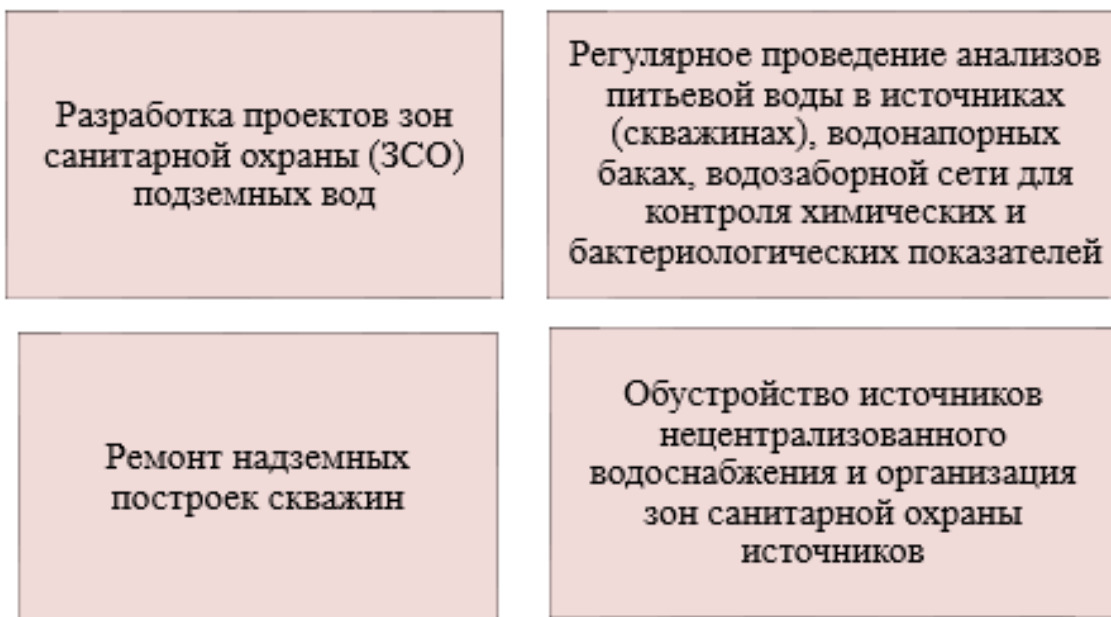 Разработка проектов зон
санитарной охраны (ЗСО)
подземных вод
Регулярное проведение анализов
питьевой воды в источниках
(скважинах), водонапорных
баках, водозаборной сети для
контроля химических и
бактериологических показателей
Ремонт надземных
построек скважин
Обустройство источников
нецентрализованного
водоснабжения и организация
зон санитарной охраны
источников